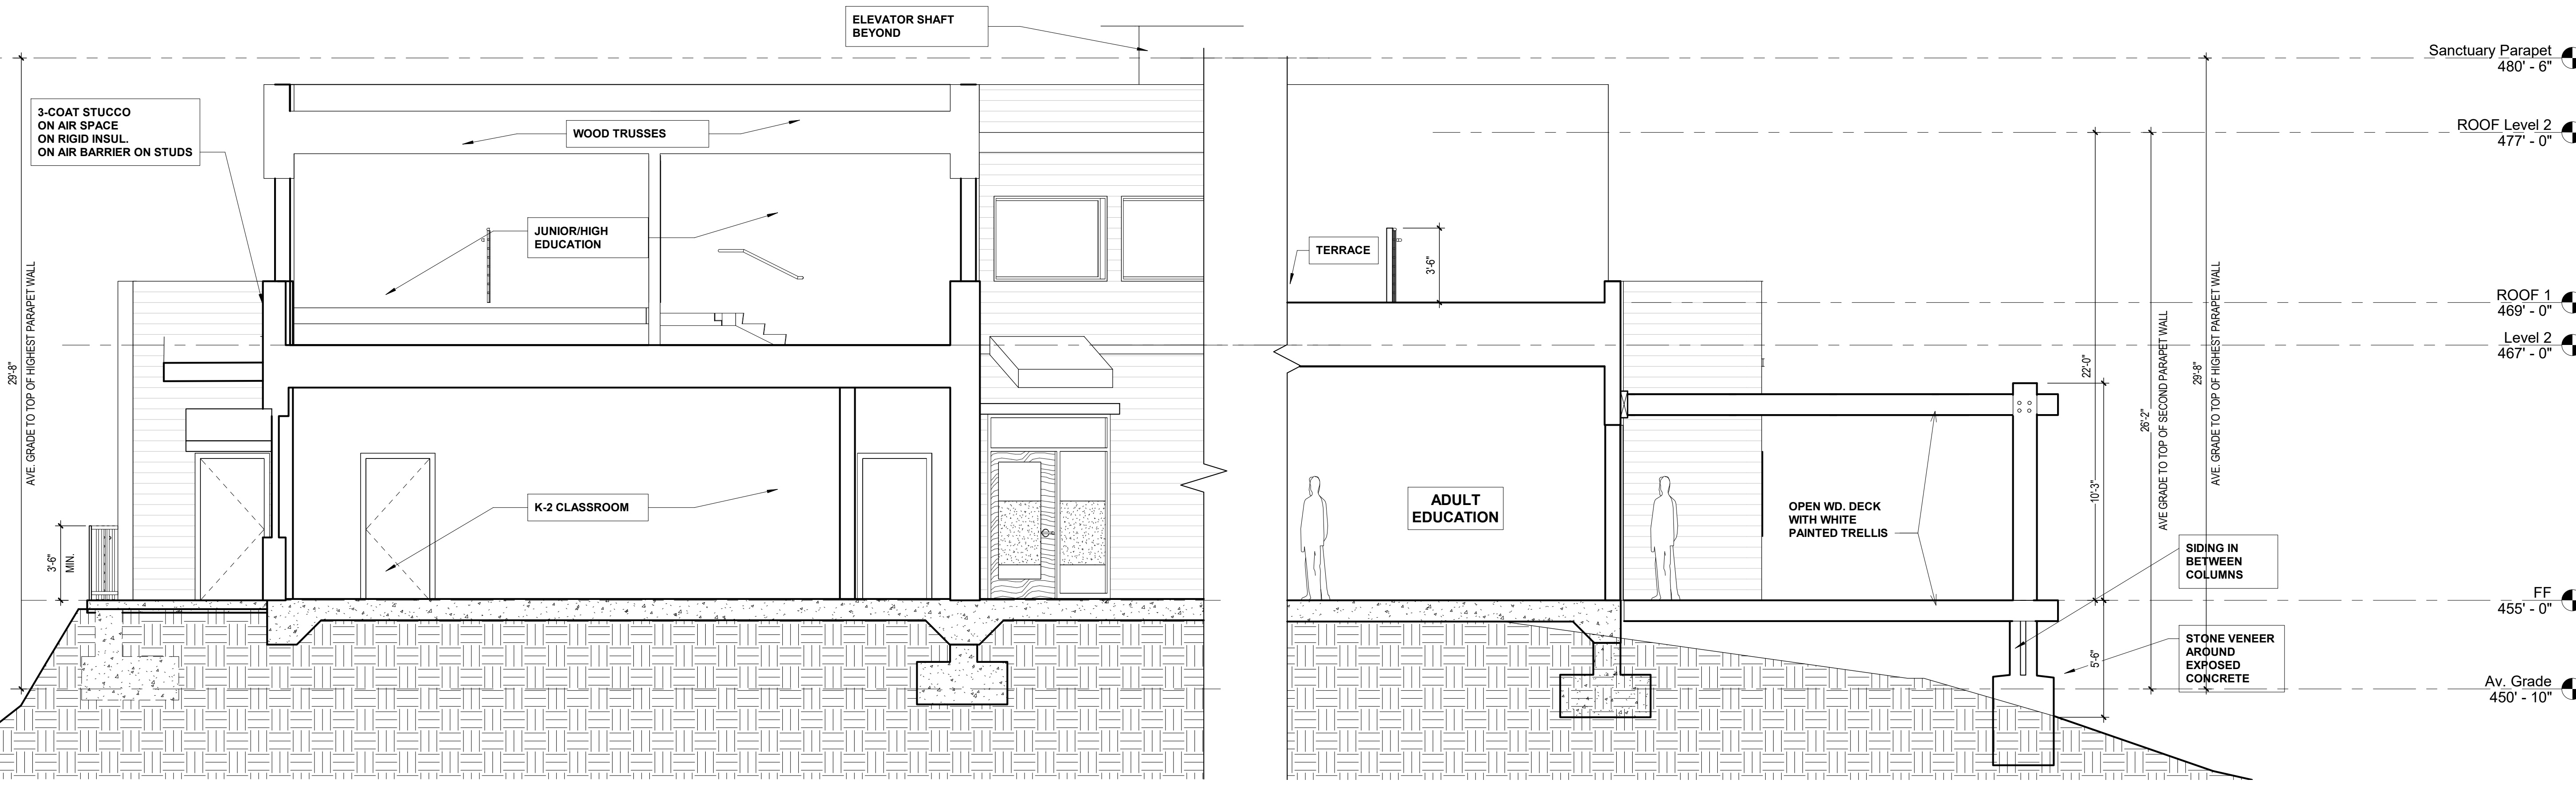 ELEVATOR SHAFT
BEYOND
Sanctuary Parapet
480' - 6"
3-COAT STUCCO
ON AIR SPACE
ON RIGID INSUL.
ON AIR BARRIER ON STUDS
WOOD TRUSSES
ROOF Level 2
477' - 0"
JUNIOR/HIGH
EDUCATION
TERRACE
3'-6"
29'-8"
AVE. GRADE TO TOP OF HIGHEST PARAPET WALL
ROOF 1
469' - 0"
Level 2
467' - 0"
22'-0"
26'-2"
AVE GRADE TO TOP OF SECOND PARAPET WALL
29'-8"
AVE. GRADE TO TOP OF HIGHEST PARAPET WALL
10'-3"
K-2 CLASSROOM
ADULT
EDUCATION
OPEN WD. DECK
WITH WHITE
PAINTED TRELLIS
3'-6"
MIN.
SIDING IN
BETWEEN
COLUMNS
FF
455' - 0"
STONE VENEER
AROUND
EXPOSED
CONCRETE
5'-6"
Av. Grade
450' - 10"